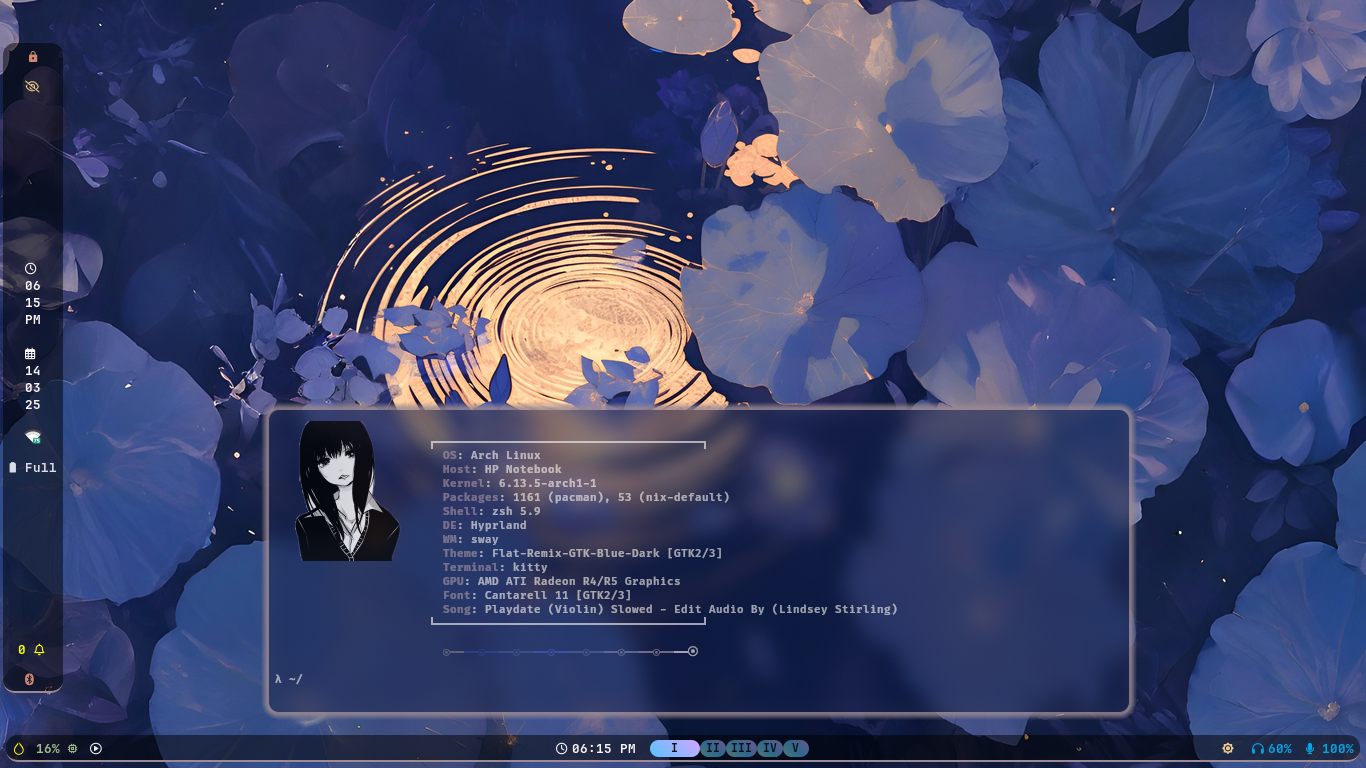 06
15
PM
14
03
25
Full
0
OS: Arch Linux
Host: HP Notebook
Kernel: 6.13.5-arch1-1
Packages: 1161 (pacman), 53 (nix-default)
Shell: zsh 5.9
DE: Hyprland
WM: sway
Theme: Flat-Remix-GTK-Blue-Dark [GTK2/3]
Terminal: kitty
GPU: AMD ATI Radeon R4/R5 Graphics
Font: Cantarell 11 [GTK2/3]
Song: Playdate (Violin) Slowed - Edit Audio By (Lindsey Stirling)
λ ~/
16% 06:15 PM I II III IV V 60% 100%